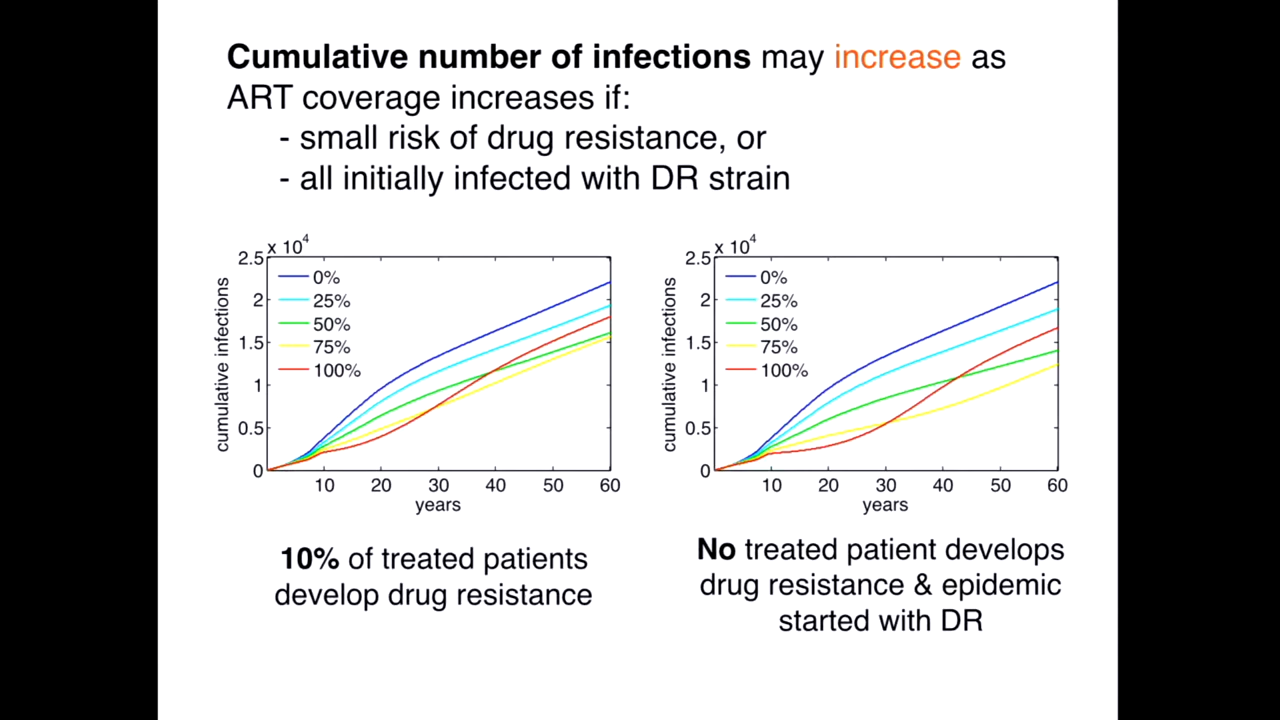 Cumulative number of infections may increase as
ART coverage increases if:
- small risk of drug resistance, or
- all initially infected with DR strain
x 10^4
2.5
2
1.5
1
0.5
0
0%
25%
50%
75%
100%
cumulative infections
10 20 30 40 50 60
years
10% of treated patients
develop drug resistance
x 10^4
2.5
2
1.5
1
0.5
0
0%
25%
50%
75%
100%
cumulative infections
10 20 30 40 50 60
years
No treated patient develops
drug resistance & epidemic
started with DR